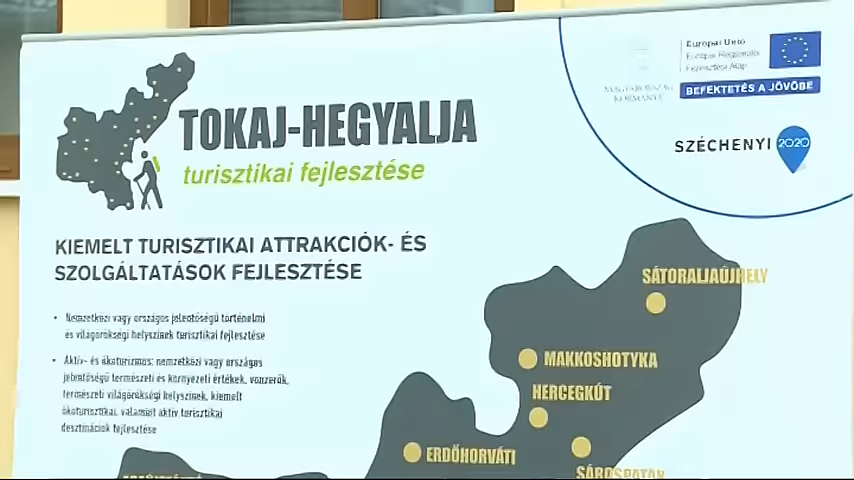 TOKAJ-HEGYALJA
turisztikai fejlesztése
Európai Unió
Európai Regionális
Fejlesztési Alap
MAGYARORSZÁG
KORMÁNYA
BEFEKTETÉS A JÖVŐBE
SZÉCHENYI 2020
KIEMELT TURISZTIKAI ATTRAKCIÓK- ÉS
SZOLGÁLTATÁSOK FEJLESZTÉSE
• Nemzetközi vagy országos jelentőségű történelmi
és világörökségi helyszínek turisztikai fejlesztése
• Aktív- és ökoturizmus: nemzetközi vagy országos
jelentőségű természeti és környezeti értékek, vonzerők,
természeti világörökségi helyszínek, kiemelt
ökoturisztikai, valamint aktív turisztikai
desztinációk fejlesztése
SÁTORALJAÚJHELY
MAKKOSHOTYKA
HERCEGKÚT
ERDŐHORVÁTI
SÁROSPATAK